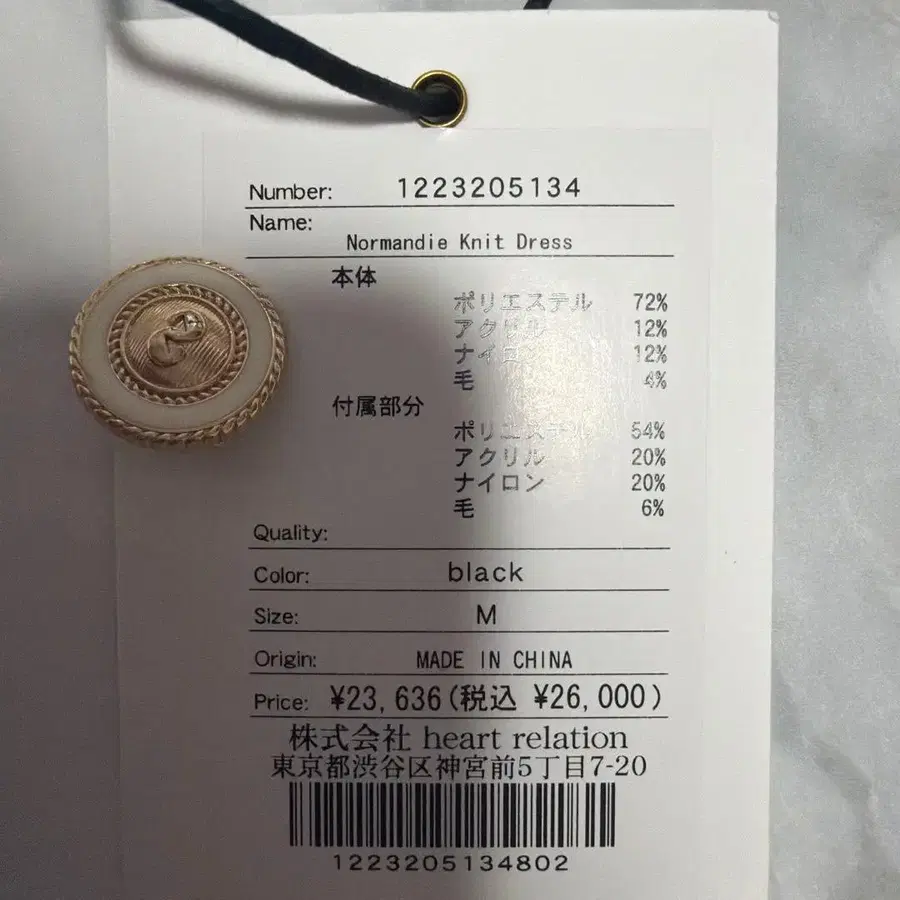 Number: 1223205134
Name:
Normandie Knit Dress
本体
ポリエステル 72%
アクリル 12%
ナイロン 12%
毛 4%
付属部分
ポリエステル 54%
アクリル 20%
ナイロン 20%
毛 6%
Quality:
Color: black
Size: M
Origin: MADE IN CHINA
Price: ¥23,636(税込 ¥26,000)
株式会社 heart relation
東京都渋谷区神宮前5丁目7-20
1223205134802